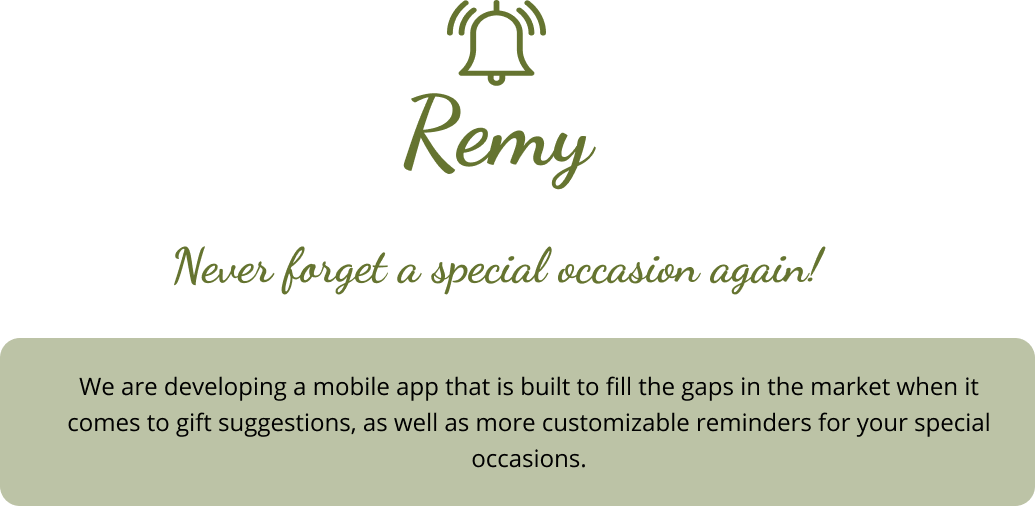 Remy
Never forget a special occasion again!
We are developing a mobile app that is built to fill the gaps in the market when it
comes to gift suggestions, as well as more customizable reminders for your special
occasions.